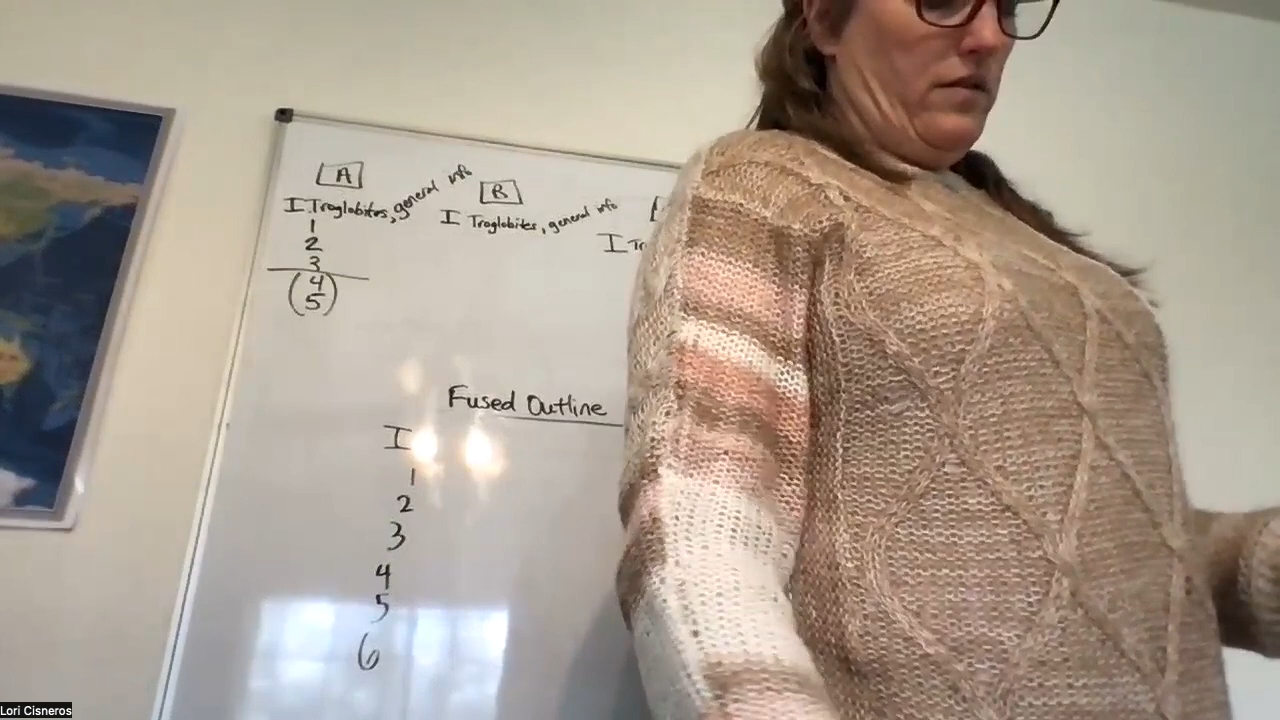 A
I. Troglobites, general info
1
2
3
(4
5)
B
I Troglobites, general info
I Tr
Fused Outline
I
1
2
3
4
5
6
Lori Cisneros